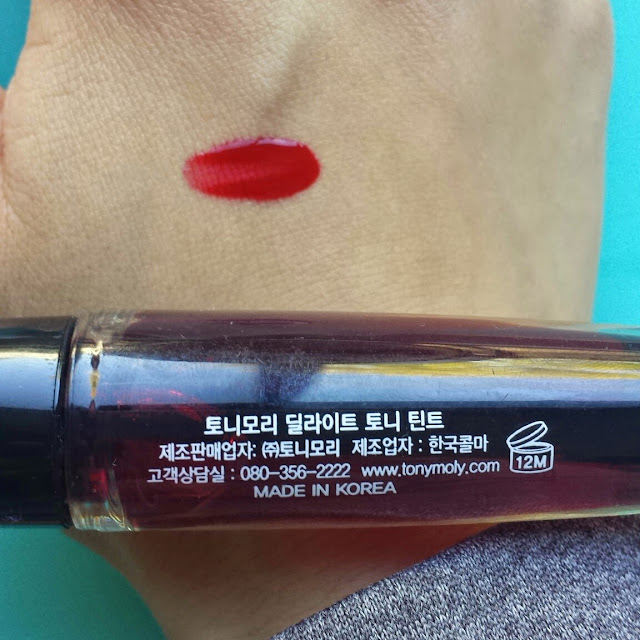 토니모리 딜라이트 토니 틴트
제조판매업자: ㈜토니모리 제조업자 : 한국콜마
고객상담실 : 080-356-2222 www.tonymoly.com
MADE IN KOREA
12M